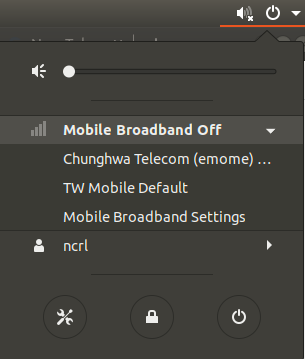 Mobile Broadband Off
Chunghwa Telecom (emome) ...
TW Mobile Default
Mobile Broadband Settings
ncrl